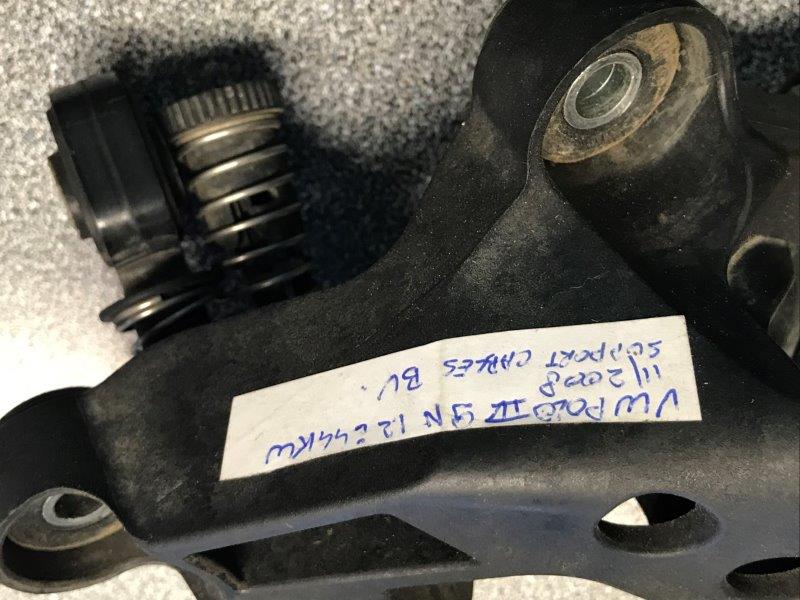 VW POLO IV 9N 1.2 i 44KW
11/2008
SUPPORT CABLES BV.